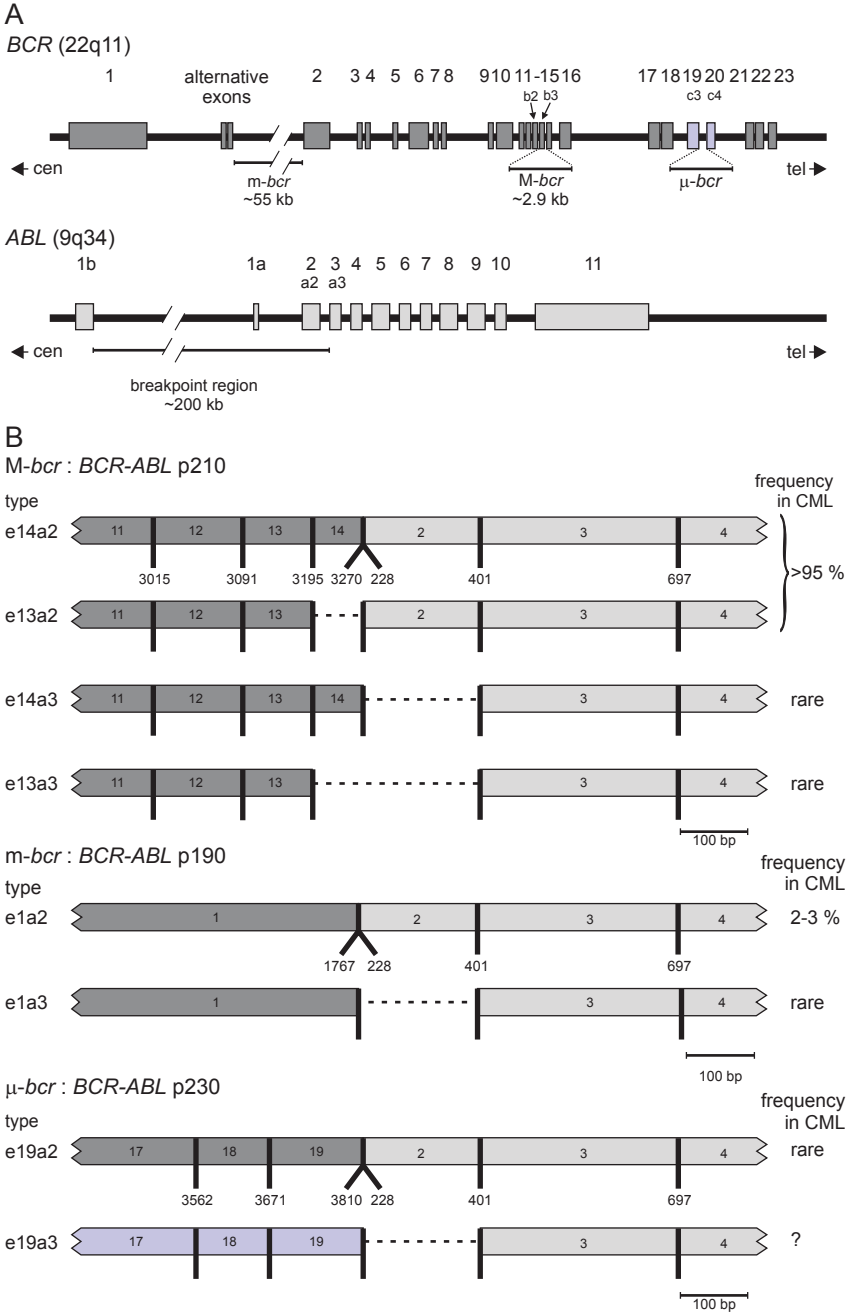 A
BCR (22q11)
1 alternative exons 2 3 4 5 6 7 8 9 10 11 -15 16 17 18 19 20 21 22 23
b2 b3 c3 c4
cen m-bcr M-bcr μ-bcr tel
~55 kb ~2.9 kb
ABL (9q34)
1b 1a 2 3 4 5 6 7 8 9 10 11
a2 a3
cen tel
breakpoint region
~200 kb
B
M-bcr : BCR-ABL p210
type frequency in CML
e14a2 11 12 13 14 2 3 4
3015 3091 3195 3270 228 401 697 >95 %
e13a2 11 12 13 2 3 4
e14a3 11 12 13 14 3 4 rare
e13a3 11 12 13 3 4 rare
100 bp
m-bcr : BCR-ABL p190
type frequency in CML
e1a2 1 2 3 4 2-3 %
1767 228 401 697
e1a3 1 3 4 rare
100 bp
μ-bcr : BCR-ABL p230
type frequency in CML
e19a2 17 18 19 2 3 4 rare
3562 3671 3810 228 401 697
e19a3 17 18 19 3 4 ?
100 bp